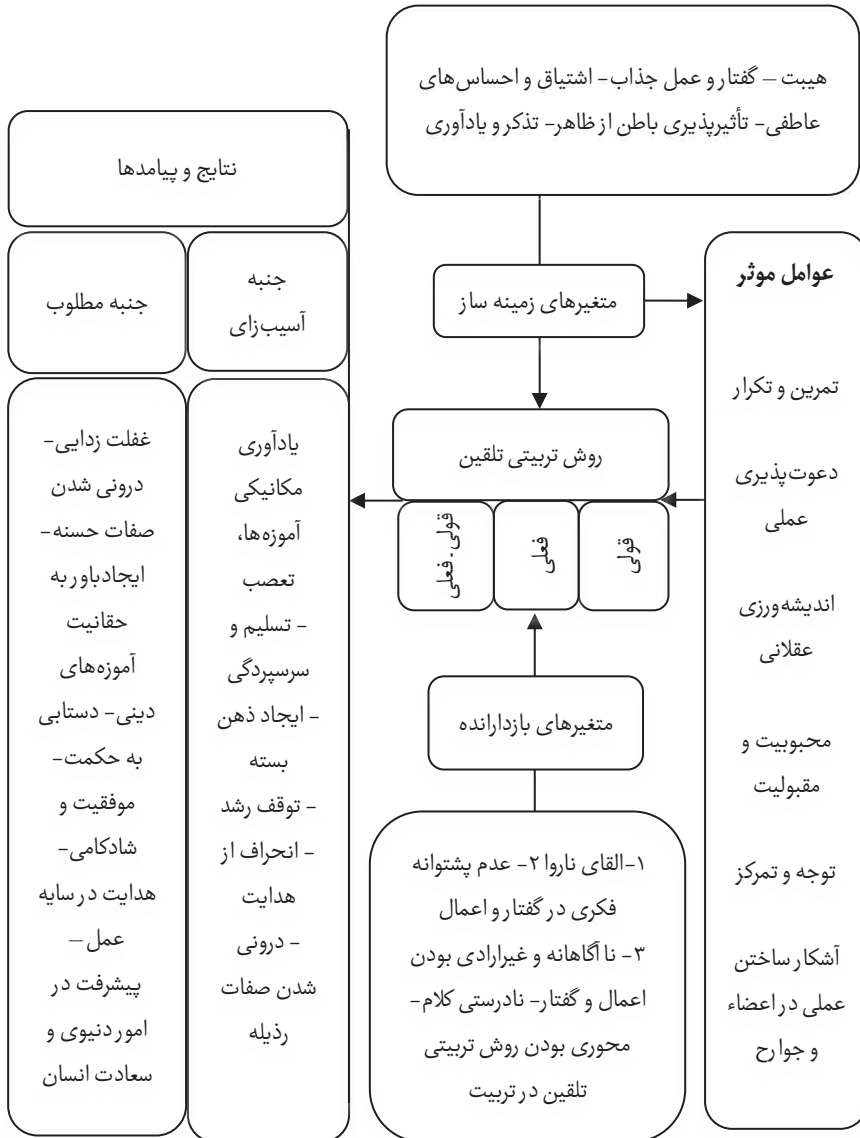 هیبت – گفتار و عمل جذاب- اشتیاق و احساس‌های
عاطفی- تأثیرپذیری باطن از ظاهر- تذکر و یادآوری
متغیرهای زمینه ساز
عوامل موثر
تمرین و تکرار
دعوت‌پذیری
عملی
اندیشه‌ورزی
عقلانی
محبوبیت و
مقبولیت
توجه و تمرکز
آشکار ساختن
عملی در اعضاء
و جوارح
روش تربیتی تلقین
قولی
فعلی
قولی - فعلی
متغیرهای بازدارانده
۱-القای ناروا ۲- عدم پشتوانه
فکری در گفتار و اعمال
۳- نا آگاهانه و غیرارادی بودن
اعمال و گفتار- نادرستی کلام-
محوری بودن روش تربیتی
تلقین در تربیت
نتایج و پیامدها
جنبه
آسیب‌زای
یادآوری
مکانیکی
آموزه‌ها،
تعصب
- تسلیم و
سرسپردگی
- ایجاد ذهن
بسته
- توقف رشد
- انحراف از
هدایت
- درونی
شدن صفات
رذیله
جنبه مطلوب
غفلت زدایی-
درونی شدن
صفات حسنه-
ایجادباور به
حقانیت
آموزه‌های
دینی- دستابی
به حکمت-
موفقیت و
شادکامی-
هدایت در سایه
عمل –
پیشرفت در
امور دنیوی و
سعادت انسان